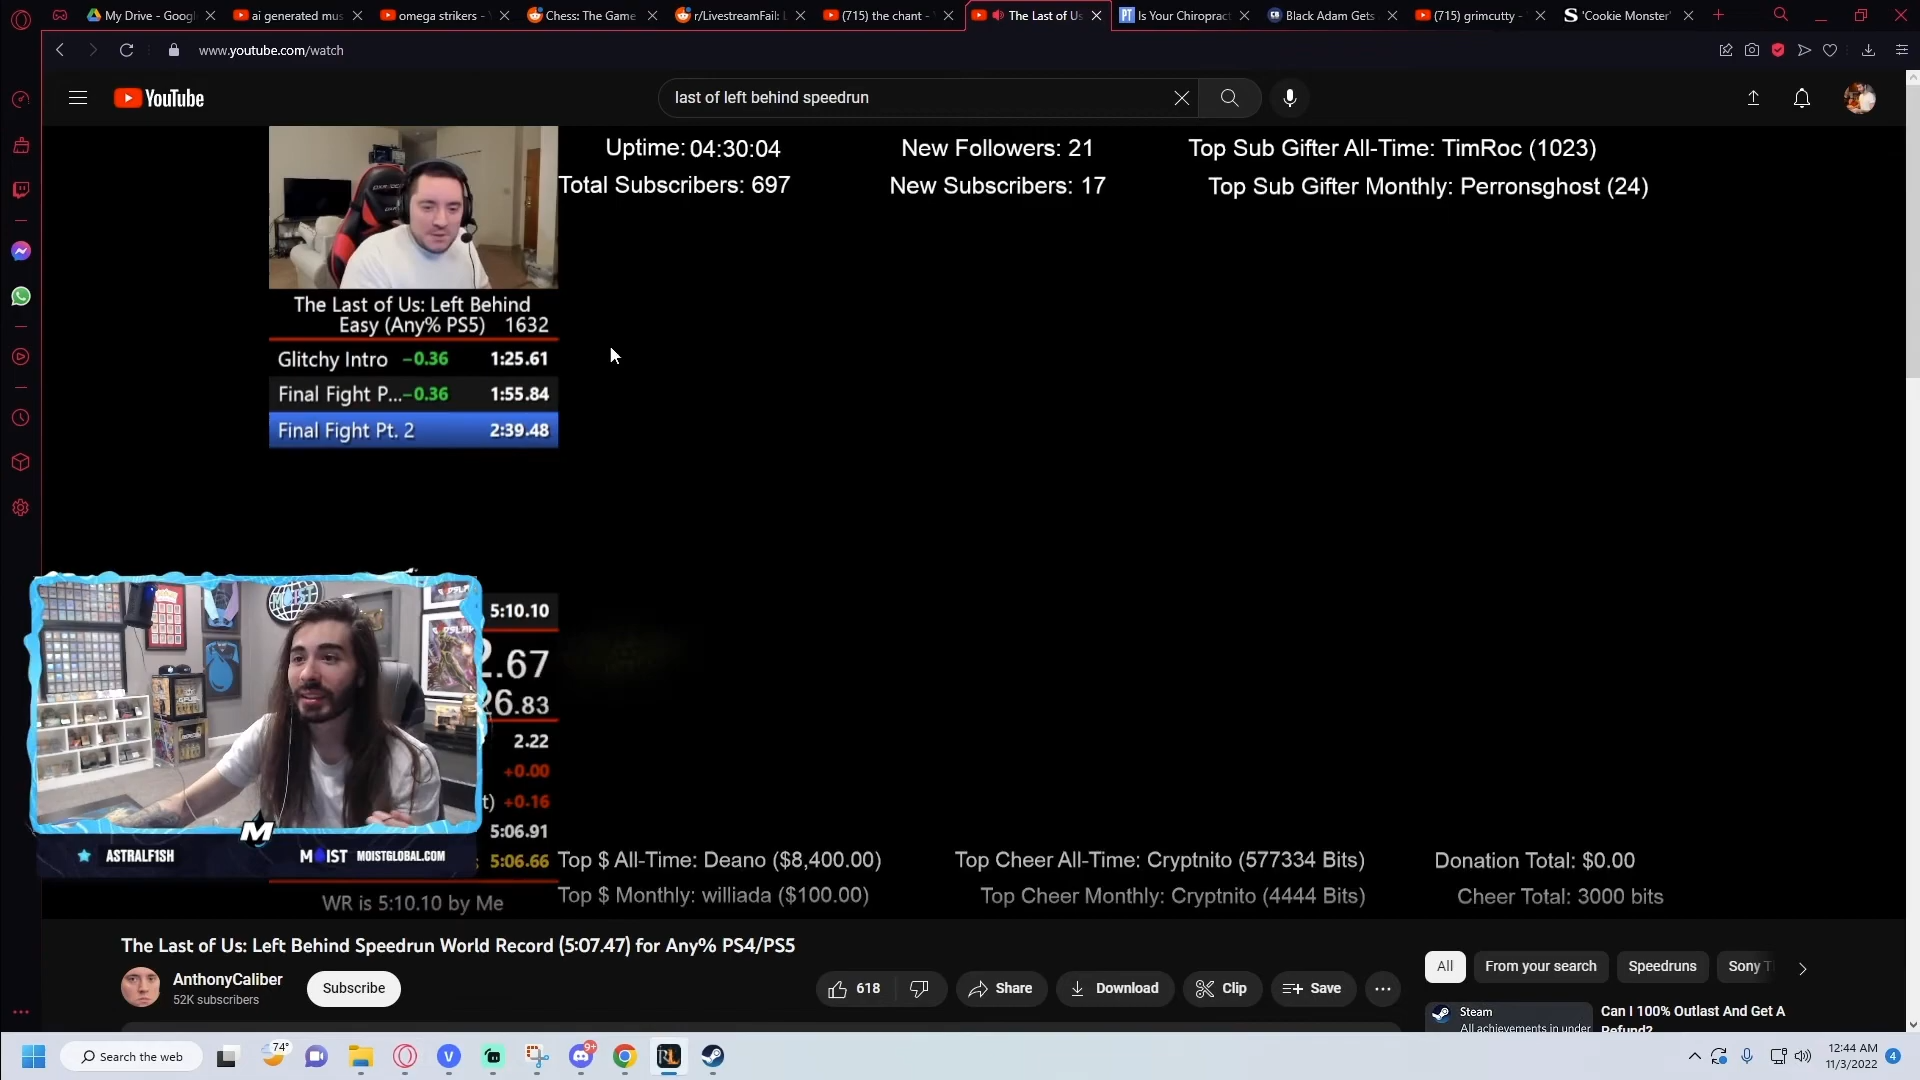 My Drive - Googl
ai generated mus
omega strikers -
Chess: The Game
r/LivestreamFail:
(715) the chant -
The Last of Us
Is Your Chiropract
Black Adam Gets
(715) grimcutty -
'Cookie Monster'
www.youtube.com/watch
YouTube
last of left behind speedrun
Uptime: 04:30:04
New Followers: 21
Top Sub Gifter All-Time: TimRoc (1023)
Total Subscribers: 697
New Subscribers: 17
Top Sub Gifter Monthly: Perronsghost (24)
The Last of Us: Left Behind
Easy (Any% PS5) 1632
Glitchy Intro -0.36 1:25.61
Final Fight P... -0.36 1:55.84
Final Fight Pt. 2 2:39.48
5:10.10
2.67
26.83
2.22
+0.00
t) +0.16
5:06.91
5:06.66
ASTRALF1SH
MOIST
MOISTGLOBAL.COM
Top $ All-Time: Deano ($8,400.00)
Top Cheer All-Time: Cryptnito (577334 Bits)
Donation Total: $0.00
Top $ Monthly: williada ($100.00)
Top Cheer Monthly: Cryptnito (4444 Bits)
Cheer Total: 3000 bits
WR is 5:10.10 by Me
The Last of Us: Left Behind Speedrun World Record (5:07.47) for Any% PS4/PS5
AnthonyCaliber
52K subscribers
Subscribe
618
Share
Download
Clip
Save
All
From your search
Speedruns
Sony
Steam
All achievements in under
Can I 100% Outlast And Get A
Refund?
74°
Search the web
9+
12:44 AM
11/3/2022
4